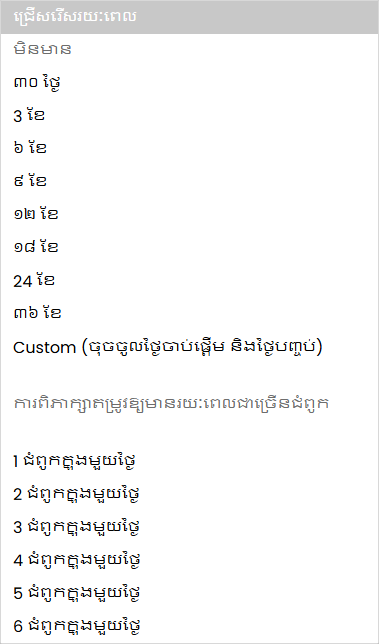 ជ្រើសរើសរយៈពេល
មិនមាន
៣០ ថ្ងៃ
3 ខែ
៦ ខែ
៩ ខែ
១២ ខែ
១៨ ខែ
24 ខែ
៣៦ ខែ
Custom (ចុចចូលថ្ងៃចាប់ផ្តើម និងថ្ងៃបញ្ចប់)
ការពិភាក្សាតម្រូវឱ្យមានរយៈពេលជាច្រើនជំពូក
1 ជំពូកក្នុងមួយថ្ងៃ
2 ជំពូកក្នុងមួយថ្ងៃ
3 ជំពូកក្នុងមួយថ្ងៃ
4 ជំពូកក្នុងមួយថ្ងៃ
5 ជំពូកក្នុងមួយថ្ងៃ
6 ជំពូកក្នុងមួយថ្ងៃ